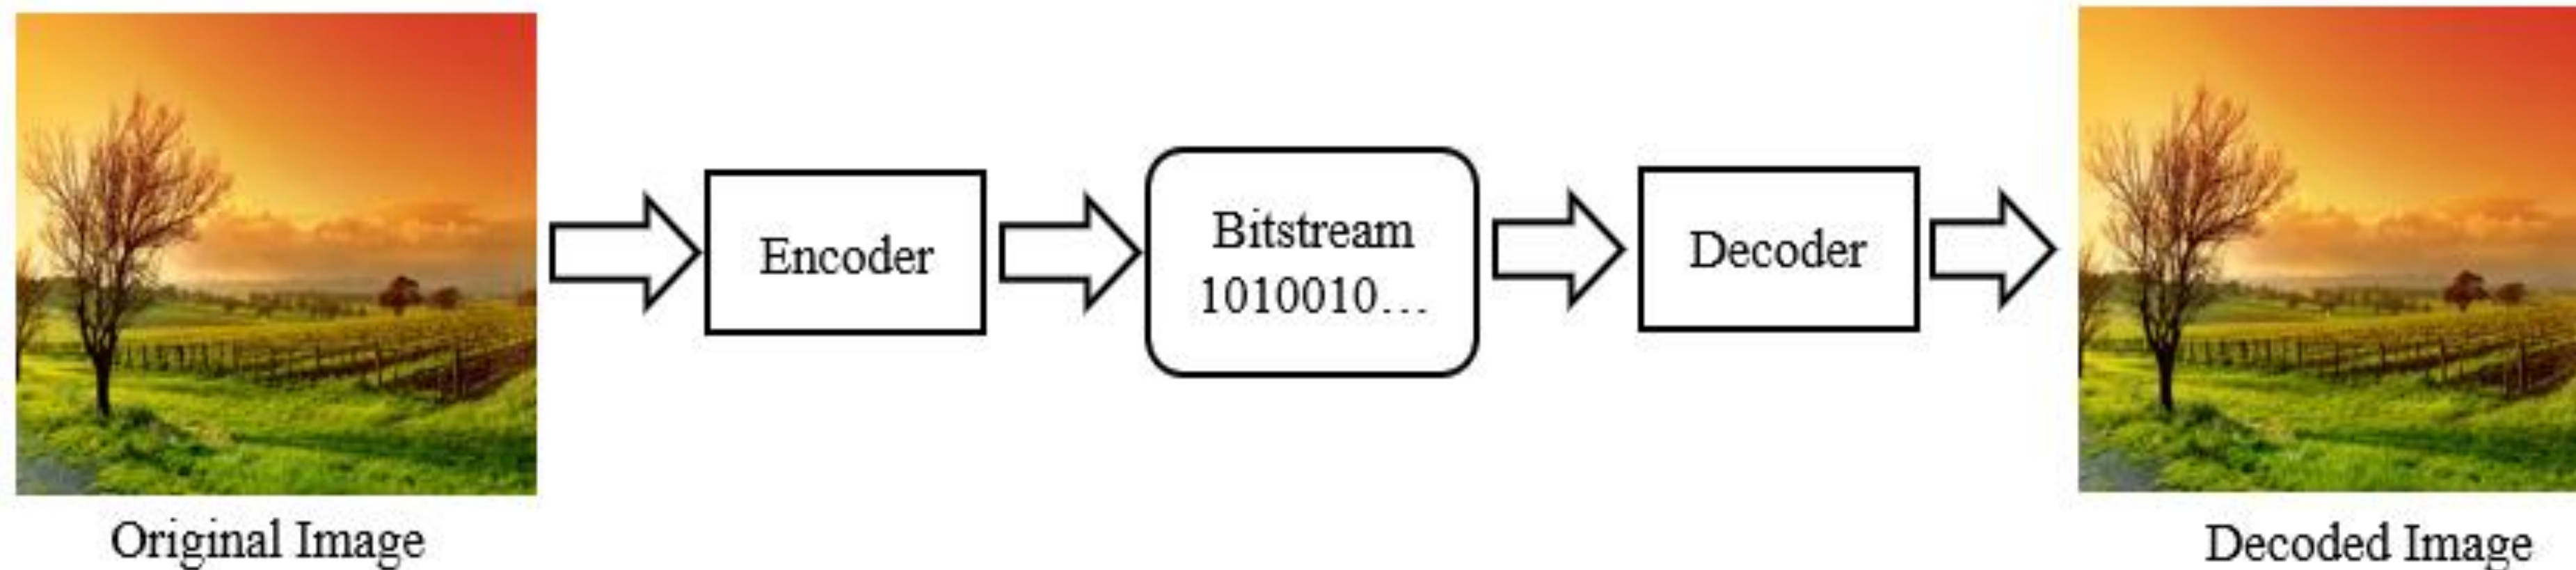 Encoder
Bitstream
1010010…
Decoder
Original Image
Decoded Image